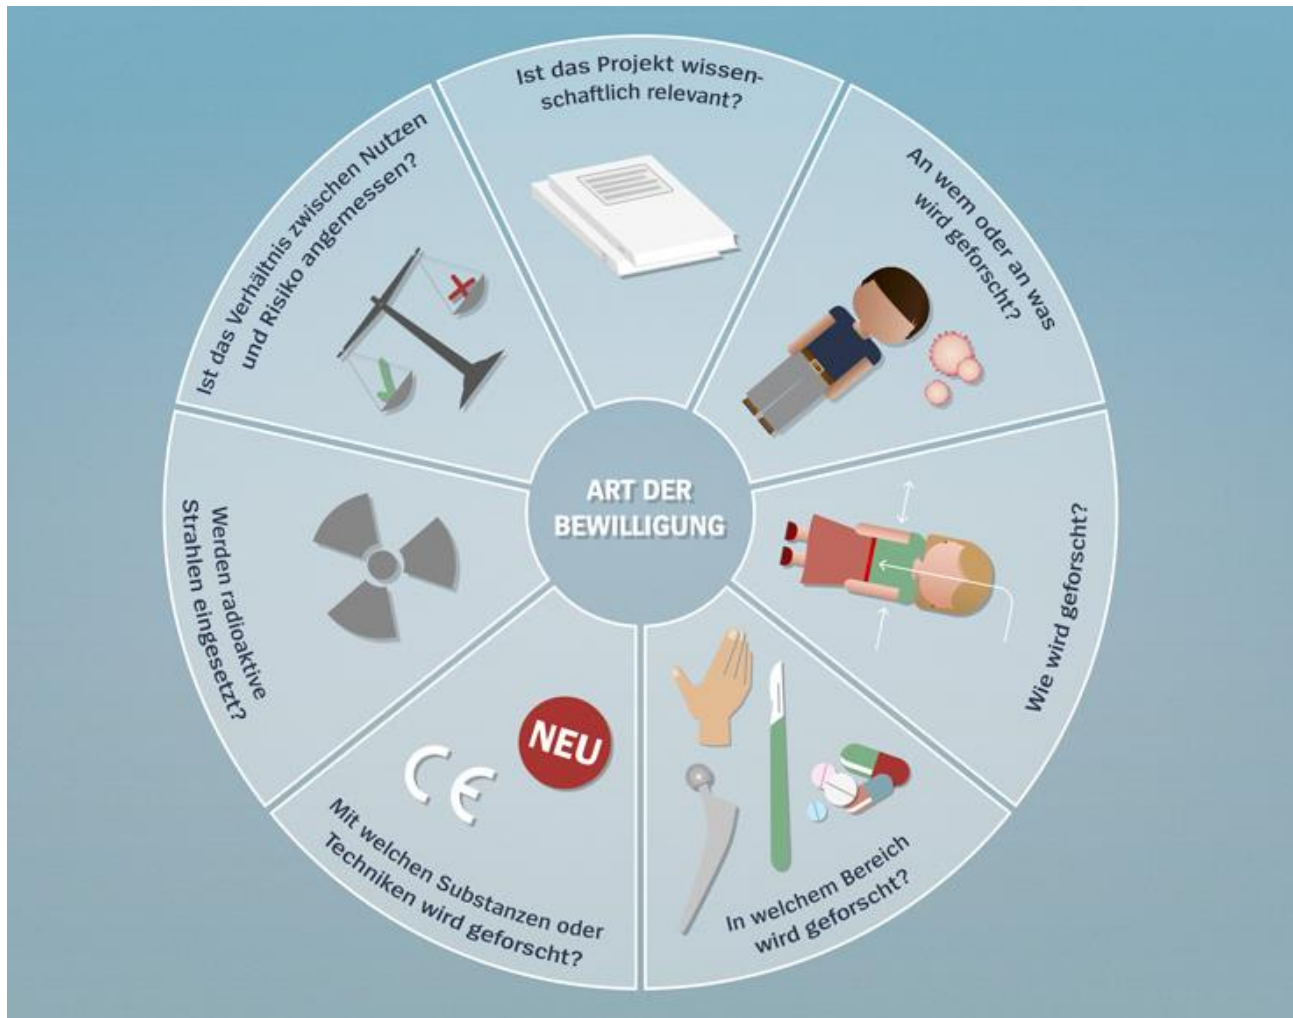 Ist das Projekt wissen-
schaftlich relevant?
An wem oder an was
wird geforscht?
Wie wird geforscht?
In welchem Bereich
wird geforscht?
Mit welchen Substanzen oder
Techniken wird geforscht?
CE
NEU
Werden radioaktive
Strahlen eingesetzt?
Ist das Verhältnis zwischen Nutzen
und Risiko angemessen?
ART DER
BEWILLIGUNG